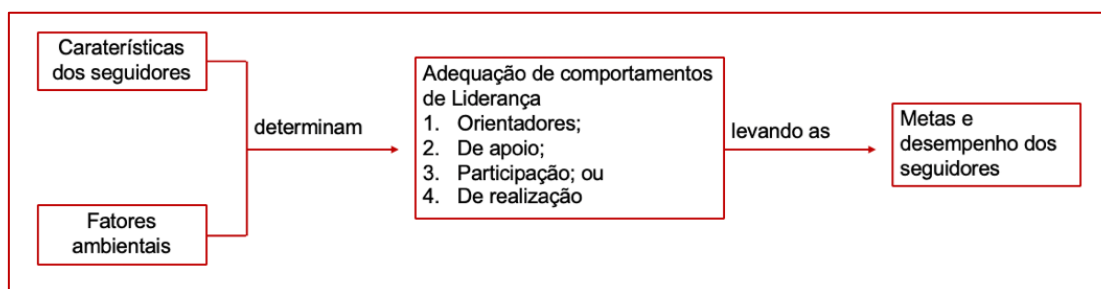 Caraterísticas
dos seguidores
determinam
Fatores
ambientais
Adequação de comportamentos
de Liderança
1. Orientadores;
2. De apoio;
3. Participação; ou
4. De realização
levando as
Metas e
desempenho dos
seguidores